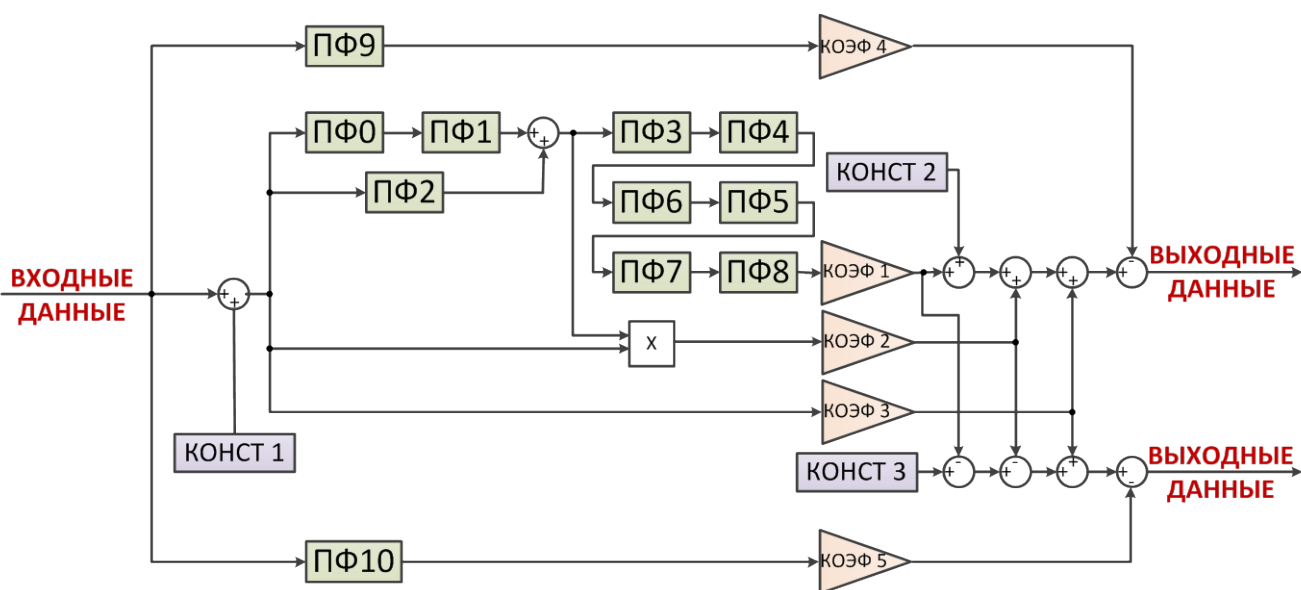 ПФ9
КОЭФ 4
ПФ0
ПФ1
+
+
ПФ3
ПФ4
КОНСТ 2
ПФ2
ПФ6
ПФ5
ВХОДНЫЕ
ДАННЫЕ
+
+
ПФ7
ПФ8
КОЭФ 1
+
+
+
+
+
+
+
-
ВЫХОДНЫЕ
ДАННЫЕ
x
КОЭФ 2
КОЭФ 3
КОНСТ 1
КОНСТ 3
+
-
+
-
+
+
+
-
ВЫХОДНЫЕ
ДАННЫЕ
ПФ10
КОЭФ 5